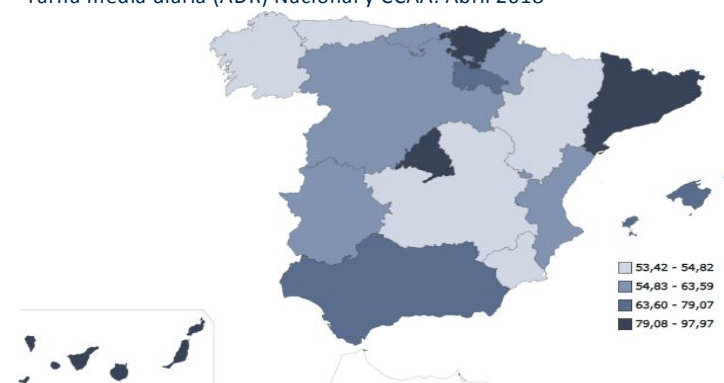 Tarifa media diaria (ADR) Nacional y CCAA. Abril 2018
53,42 - 54,82
54,83 - 63,59
63,60 - 79,07
79,08 - 97,97